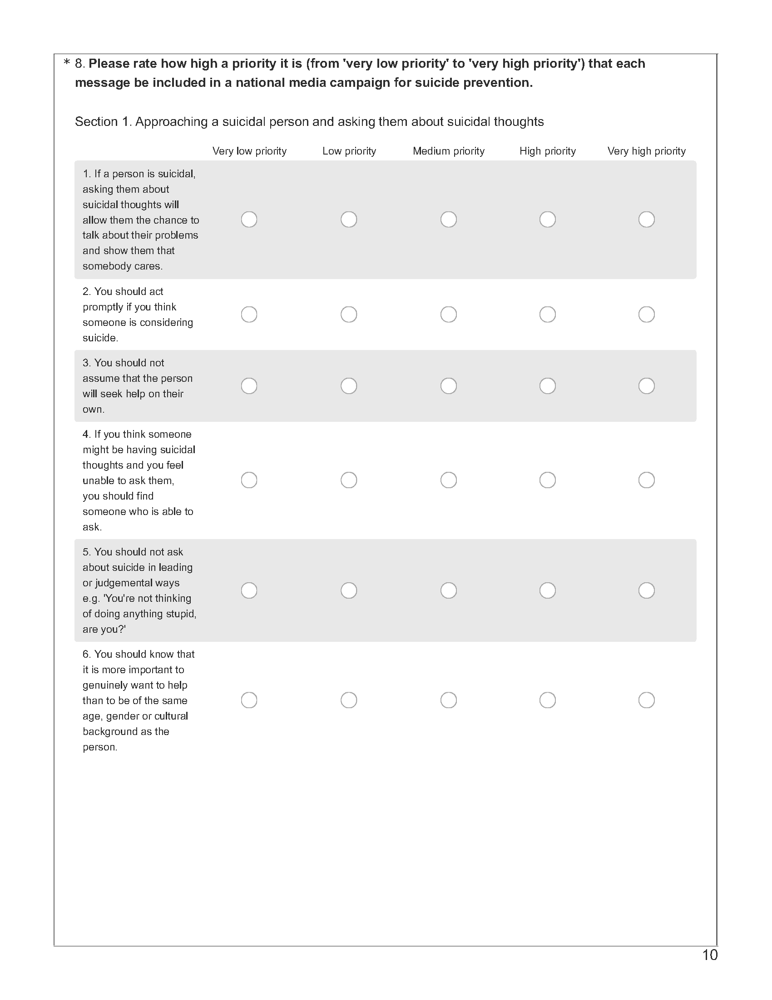 * 8. Please rate how high a priority it is (from 'very low priority' to 'very high priority') that each
message be included in a national media campaign for suicide prevention.
Section 1. Approaching a suicidal person and asking them about suicidal thoughts
Very low priority Low priority Medium priority High priority Very high priority
1. If a person is suicidal,
asking them about
suicidal thoughts will
allow them the chance to
talk about their problems
and show them that
somebody cares.
2. You should act
promptly if you think
someone is considering
suicide.
3. You should not
assume that the person
will seek help on their
own.
4. If you think someone
might be having suicidal
thoughts and you feel
unable to ask them,
you should find
someone who is able to
ask.
5. You should not ask
about suicide in leading
or judgemental ways
e.g. 'You're not thinking
of doing anything stupid,
are you?'
6. You should know that
it is more important to
genuinely want to help
than to be of the same
age, gender or cultural
background as the
person.
10